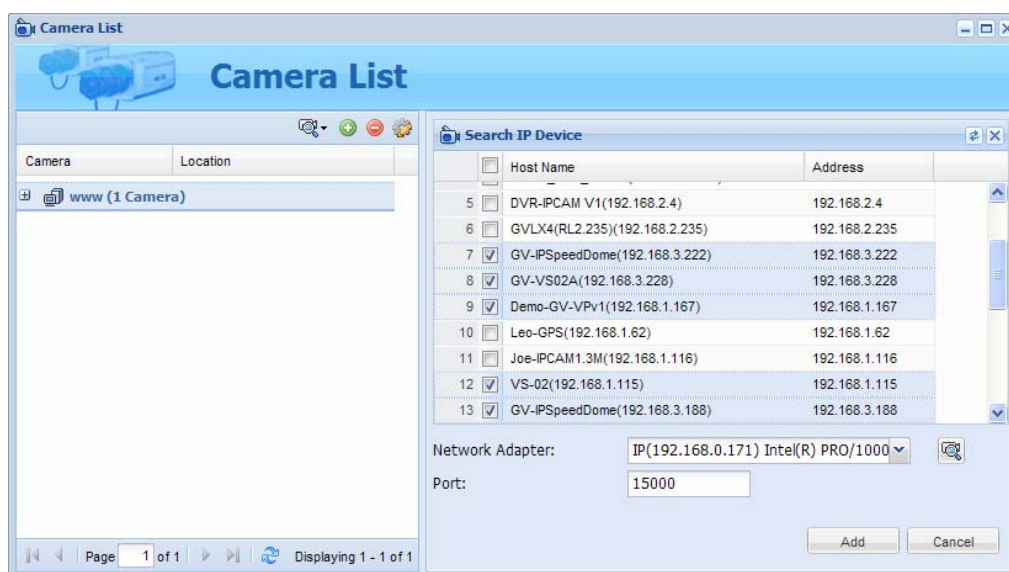 Camera List
Camera List
Camera Location
www (1 Camera)
Page 1 of 1 Displaying 1 - 1 of 1
Search IP Device
Host Name Address
5 DVR-IPCAM V1(192.168.2.4) 192.168.2.4
6 GVLX4(RL2.235)(192.168.2.235) 192.168.2.235
7 GV-IPSpeedDome(192.168.3.222) 192.168.3.222
8 GV-VS02A(192.168.3.228) 192.168.3.228
9 Demo-GV-VPv1(192.168.1.167) 192.168.1.167
10 Leo-GPS(192.168.1.62) 192.168.1.62
11 Joe-IPCAM1.3M(192.168.1.116) 192.168.1.116
12 VS-02(192.168.1.115) 192.168.1.115
13 GV-IPSpeedDome(192.168.3.188) 192.168.3.188
Network Adapter: IP(192.168.0.171) Intel(R) PRO/1000
Port: 15000
Add Cancel